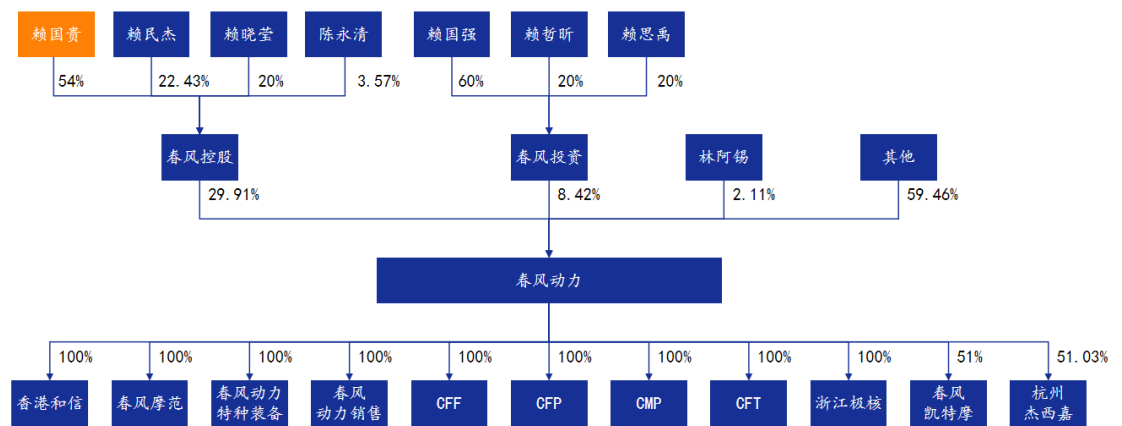 赖国贵 赖民杰 赖晓莹 陈永清 赖国强 赖哲昕 赖思禹
54% 22.43% 20% 3.57% 60% 20% 20%
春风控股 春风投资 林阿锡 其他
29.91% 8.42% 2.11% 59.46%
春风动力
100% 100% 100% 100% 100% 100% 100% 100% 100% 51% 51.03%
香港和信
春风摩范
春风动力
特种装备
春风
动力销售
CFF
CFP
CMP
CFT
浙江极核
春风
凯特摩
杭州
杰西嘉